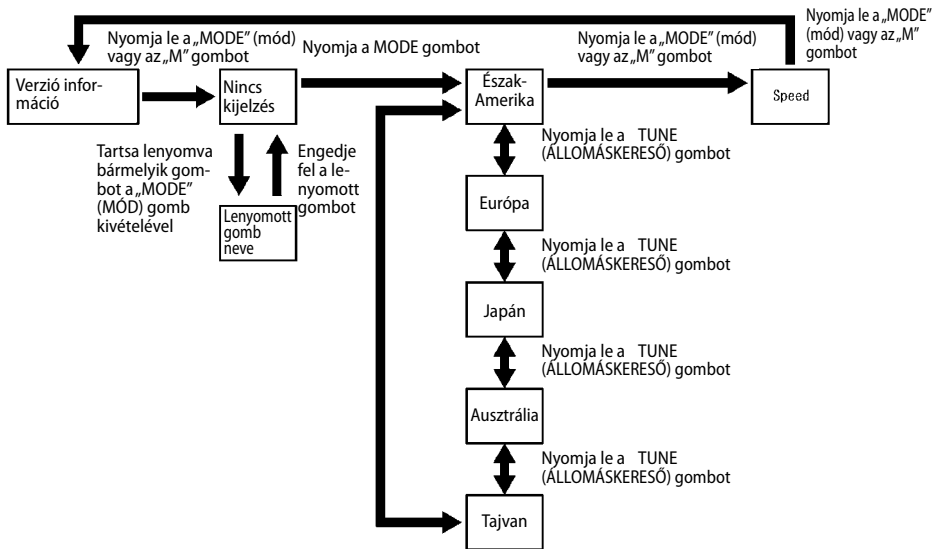 Nyomja le a „MODE” (mód)
vagy az „M” gombot
Nyomja a MODE gombot
Nyomja le a „MODE” (mód)
vagy az „M” gombot
Nyomja le a „MODE”
(mód) vagy az „M”
gombot
Verzió infor-
máció
Nincs
kijelzés
Észak-
Amerika
Speed
Tartsa lenyomva
bármelyik gom-
bot a „MODE”
(MÓD) gomb
kivételével
Engedje
fel a le-
nyomott
gombot
Lenyomott
gomb
neve
Nyomja le a TUNE
(ÁLLOMÁSKERESŐ) gombot
Európa
Nyomja le a TUNE
(ÁLLOMÁSKERESŐ) gombot
Japán
Nyomja le a TUNE
(ÁLLOMÁSKERESŐ) gombot
Ausztrália
Nyomja le a TUNE
(ÁLLOMÁSKERESŐ) gombot
Tajvan